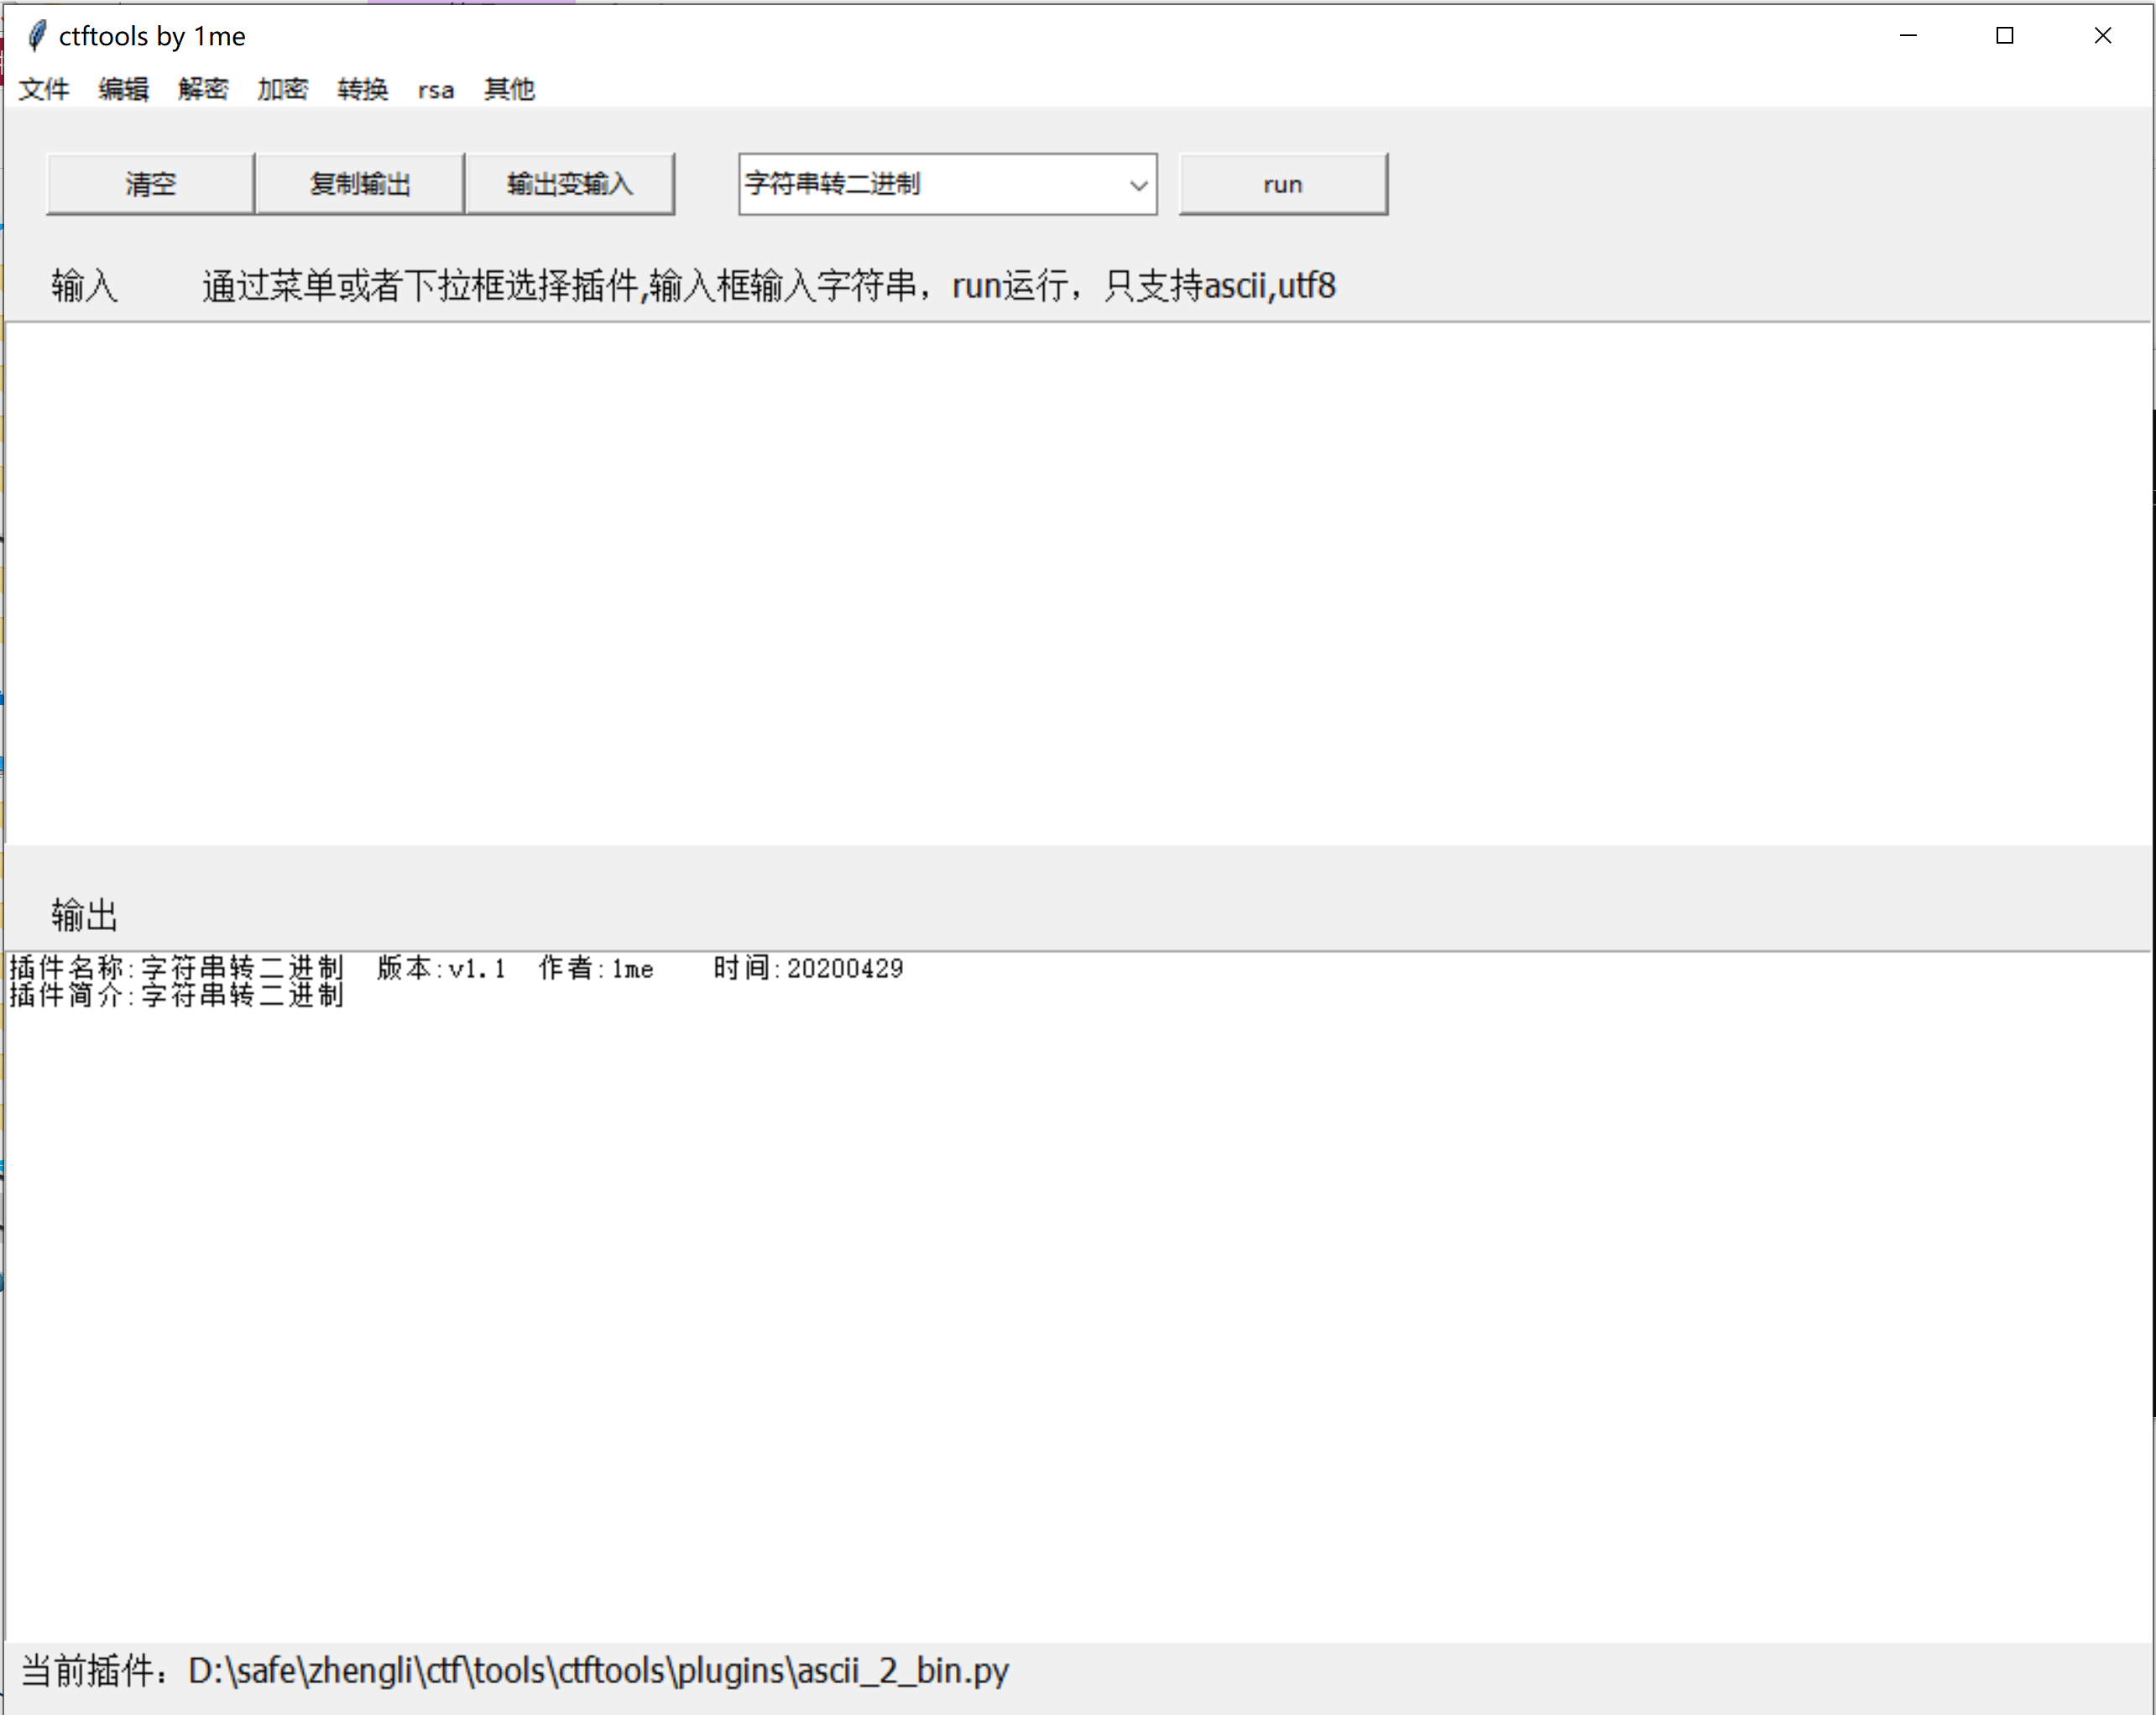 ctftools by 1me
文件 编辑 解密 加密 转换 rsa 其他
清空 复制输出 输出变输入 字符串转二进制 run
输入 通过菜单或者下拉框选择插件,输入框输入字符串，run运行，只支持ascii,utf8
输出
插件名称:字符串转二进制 版本:v1.1 作者:1me 时间:20200429
插件简介:字符串转二进制
当前插件：D:\safe\zhengli\ctf\tools\ctftools\plugins\ascii_2_bin.py